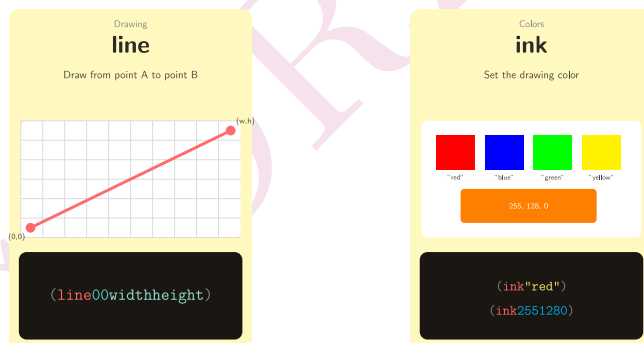 Drawing
line
Draw from point A to point B
(w,h)
(0,0)
(line00widthheight)
Colors
ink
Set the drawing color
"red" "blue" "green" "yellow"
255, 128, 0
(ink"red")
(ink2551280)